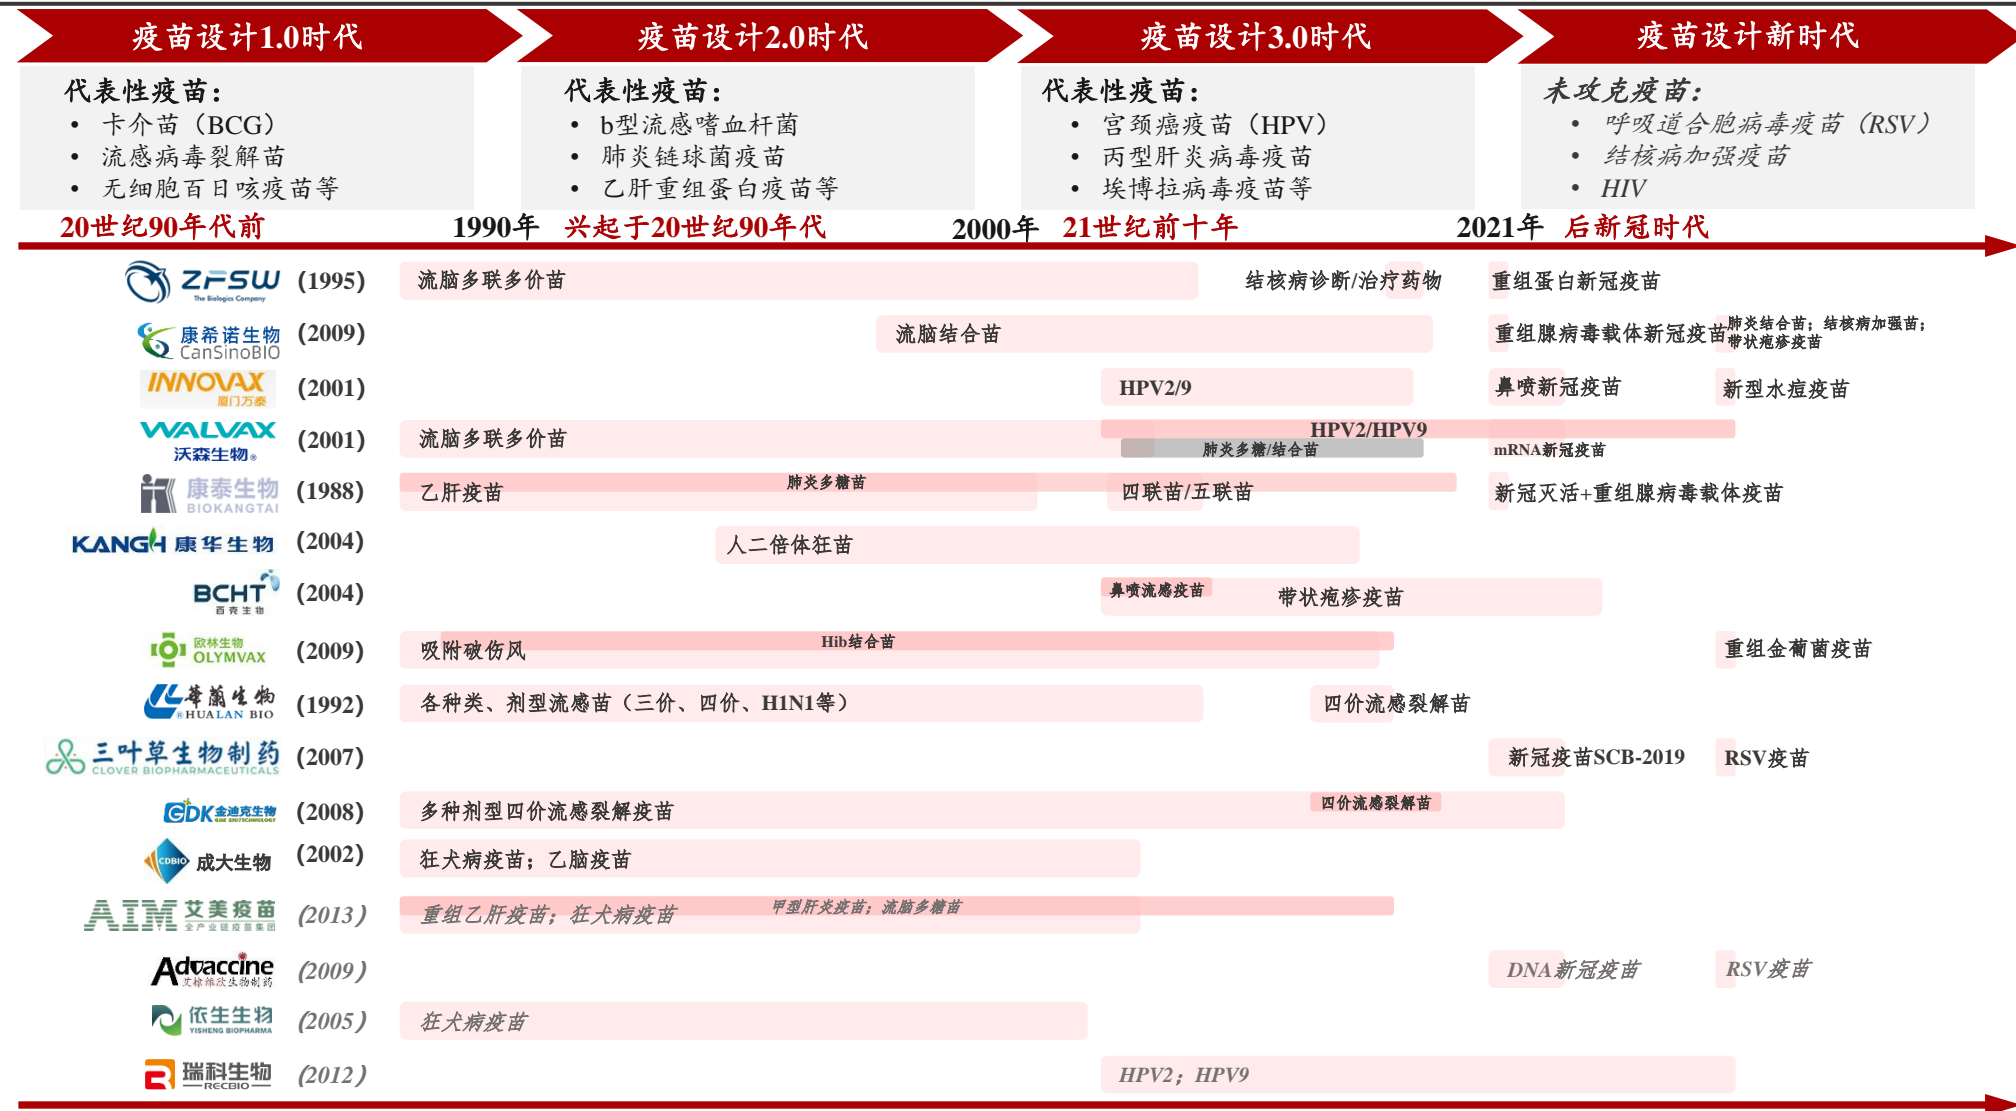 疫苗设计1.0时代
疫苗设计2.0时代
疫苗设计3.0时代
疫苗设计新时代
代表性疫苗：
• 卡介苗（BCG）
• 流感病毒裂解苗
• 无细胞百日咳疫苗等
代表性疫苗：
• b型流感嗜血杆菌
• 肺炎链球菌疫苗
• 乙肝重组蛋白疫苗等
代表性疫苗：
• 宫颈癌疫苗（HPV）
• 丙型肝炎病毒疫苗
• 埃博拉病毒疫苗等
未攻克疫苗：
• 呼吸道合胞病毒疫苗（RSV）
• 结核病加强疫苗
• HIV
20世纪90年代前
1990年
兴起于20世纪90年代
2000年
21世纪前十年
2021年
后新冠时代
ZFSW
The Biologics Company
(1995)
流脑多联多价苗
结核病诊断/治疗药物
重组蛋白新冠疫苗
康希诺生物
CanSinoBIO
(2009)
流脑结合苗
重组腺病毒载体新冠疫苗
肺炎结合苗；结核病加强苗；
带状疱疹疫苗
INNOVAX
厦门万泰
(2001)
HPV2/9
鼻喷新冠疫苗
新型水痘疫苗
WALVAX
沃森生物®
(2001)
流脑多联多价苗
HPV2/HPV9
肺炎多糖/结合苗
mRNA新冠疫苗
康泰生物
BIOKANGTAI
(1988)
乙肝疫苗
肺炎多糖苗
四联苗/五联苗
新冠灭活+重组腺病毒载体疫苗
KANGH 康华生物
(2004)
人二倍体狂苗
BCHT
百克生物
(2004)
鼻喷流感疫苗
带状疱疹疫苗
欧林生物
OLYMVAX
(2009)
吸附破伤风
Hib结合苗
重组金葡菌疫苗
華蘭生物
®HUALAN BIO
(1992)
各种类、剂型流感苗（三价、四价、H1N1等）
四价流感裂解苗
三叶草生物制药
CLOVER BIOPHARMACEUTICALS
(2007)
新冠疫苗SCB-2019
RSV疫苗
GDK 金迪克生物
GDK BIOTECHNOLOGY
(2008)
多种剂型四价流感裂解疫苗
四价流感裂解苗
CDBIO 成大生物
(2002)
狂犬病疫苗；乙脑疫苗
AIM 艾美疫苗
全产业链疫苗集团
(2013)
重组乙肝疫苗；狂犬病疫苗
甲型肝炎疫苗；流脑多糖苗
Advaccine
艾棣维欣生物制药
(2009)
DNA新冠疫苗
RSV疫苗
依生生物
YISHENG BIOPHARMA
(2005)
狂犬病疫苗
瑞科生物
RECBIO
(2012)
HPV2；HPV9